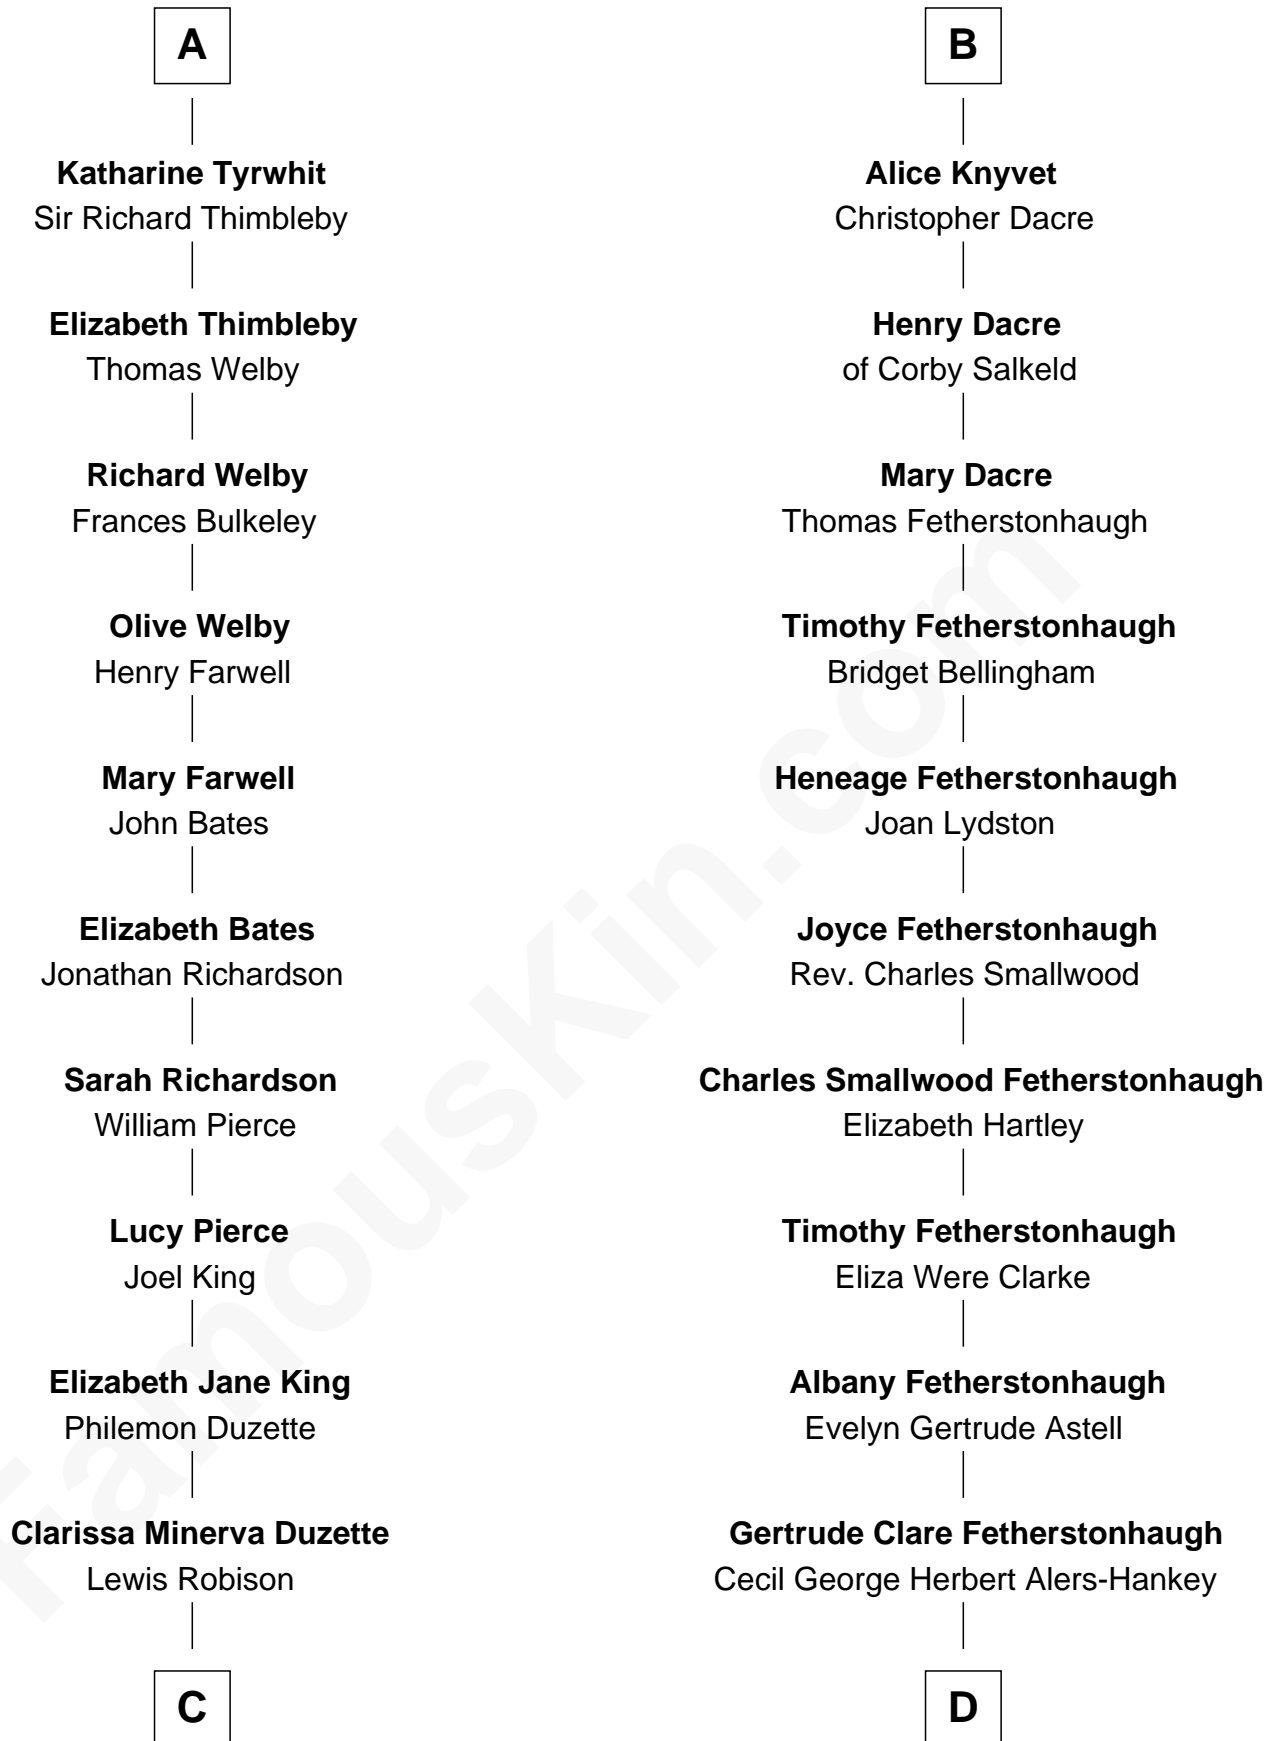 A
Katharine Tyrwhit
Sir Richard Thimbleby
Elizabeth Thimbleby
Thomas Welby
Richard Welby
Frances Bulkeley
Olive Welby
Henry Farwell
Mary Farwell
John Bates
Elizabeth Bates
Jonathan Richardson
Sarah Richardson
William Pierce
Lucy Pierce
Joel King
Elizabeth Jane King
Philemon Duzette
Clarissa Minerva Duzette
Lewis Robison
C
B
Alice Knyvet
Christopher Dacre
Henry Dacre
of Corby Salkeld
Mary Dacre
Thomas Fetherstonhaugh
Timothy Fetherstonhaugh
Bridget Bellingham
Heneage Fetherstonhaugh
Joan Lydston
Joyce Fetherstonhaugh
Rev. Charles Smallwood
Charles Smallwood Fetherstonhaugh
Elizabeth Hartley
Timothy Fetherstonhaugh
Eliza Were Clarke
Albany Fetherstonhaugh
Evelyn Gertrude Astell
Gertrude Clare Fetherstonhaugh
Cecil George Herbert Alers-Hankey
D
FamousKin.com